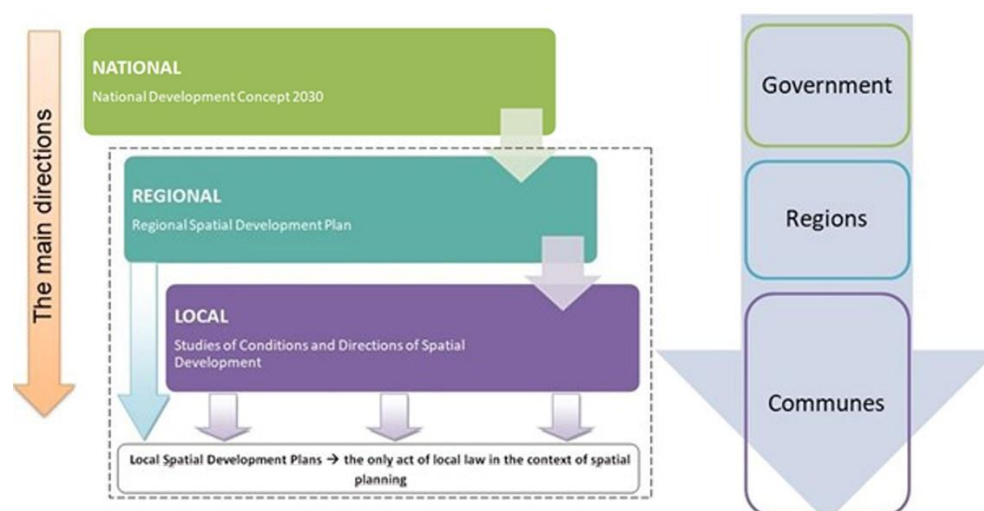 The main directions
NATIONAL
National Development Concept 2030
REGIONAL
Regional Spatial Development Plan
LOCAL
Studies of Conditions and Directions of Spatial
Development
Local Spatial Development Plans → the only act of local law in the context of spatial
planning
Government
Regions
Communes